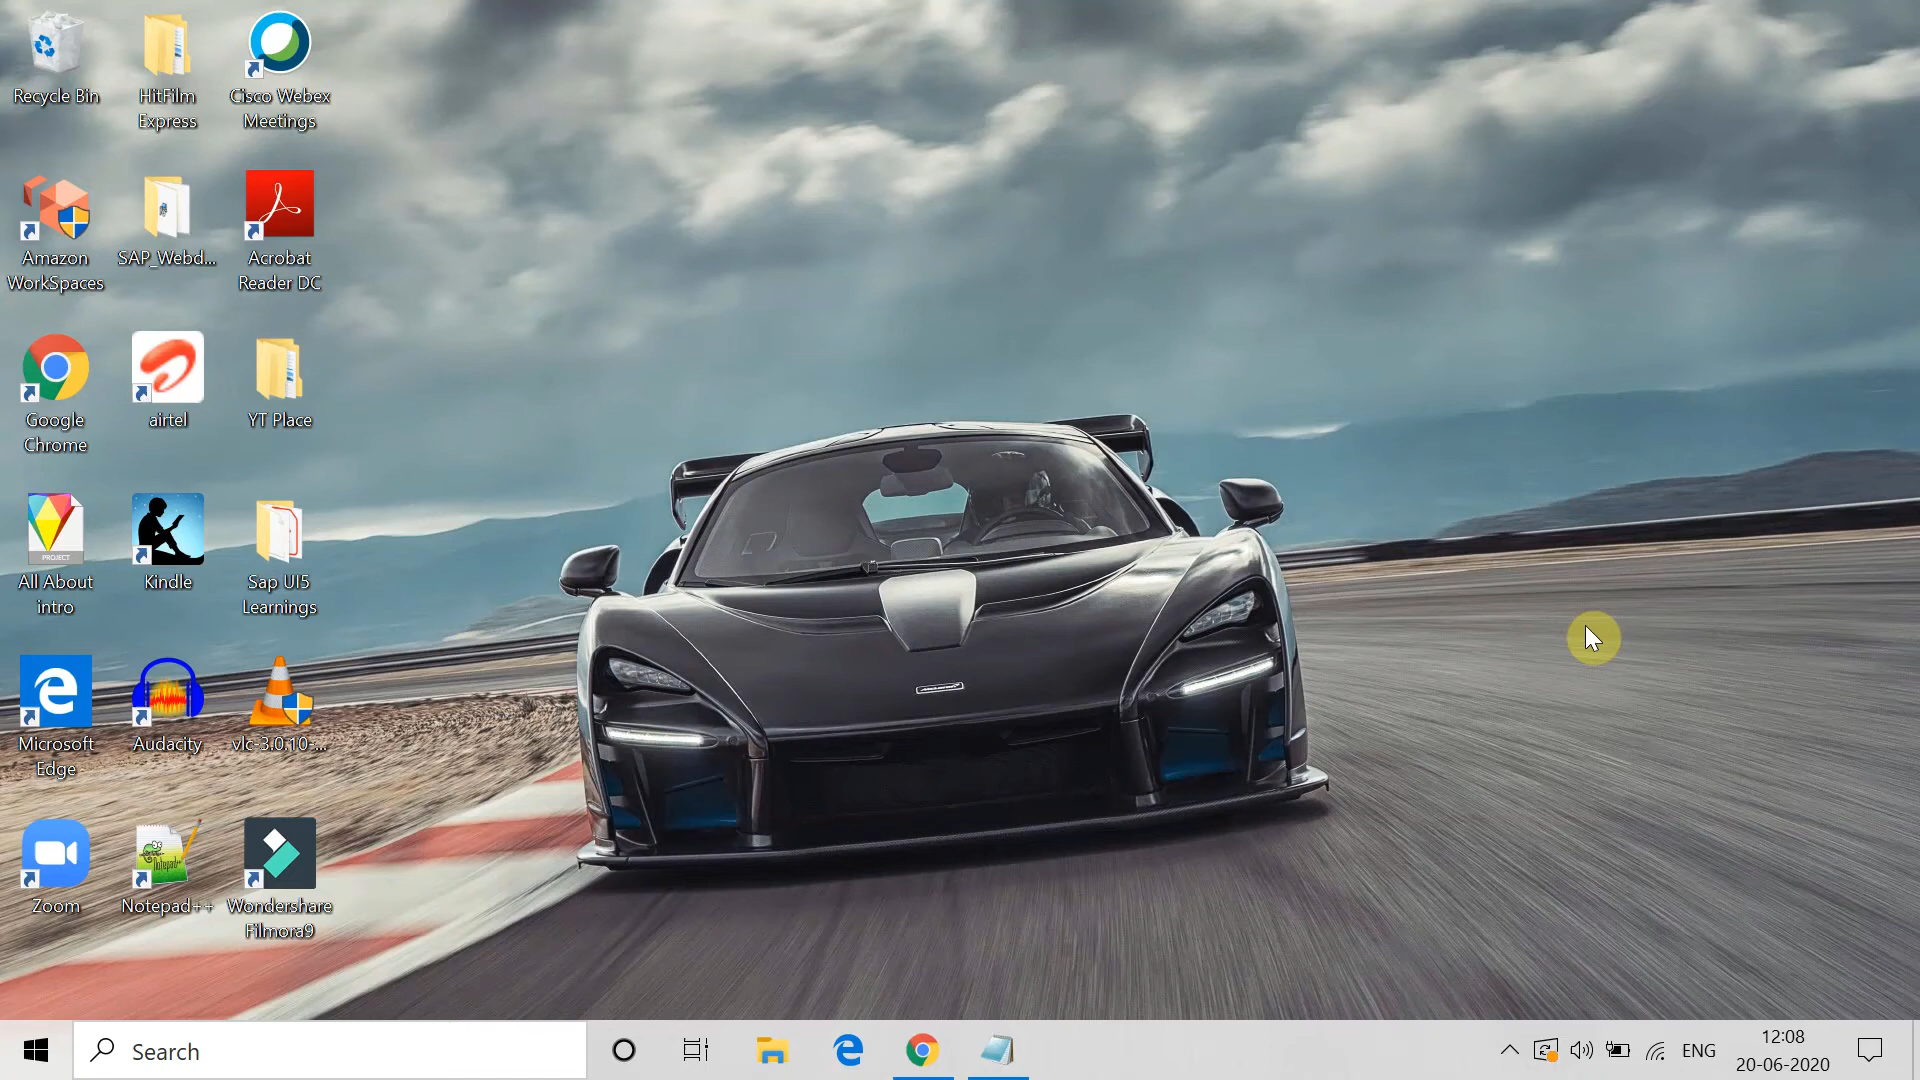 Recycle Bin
HitFilm
Express
Cisco Webex
Meetings
Amazon
WorkSpaces
SAP_Webd...
Acrobat
Reader DC
Google
Chrome
airtel
YT Place
PROJECT
All About
intro
Kindle
Sap UI5
Learnings
Microsoft
Edge
Audacity
vlc-3.0.10-...
Zoom
Notepad++
Wondershare
Filmora9
Search
ENG
12:08
20-06-2020